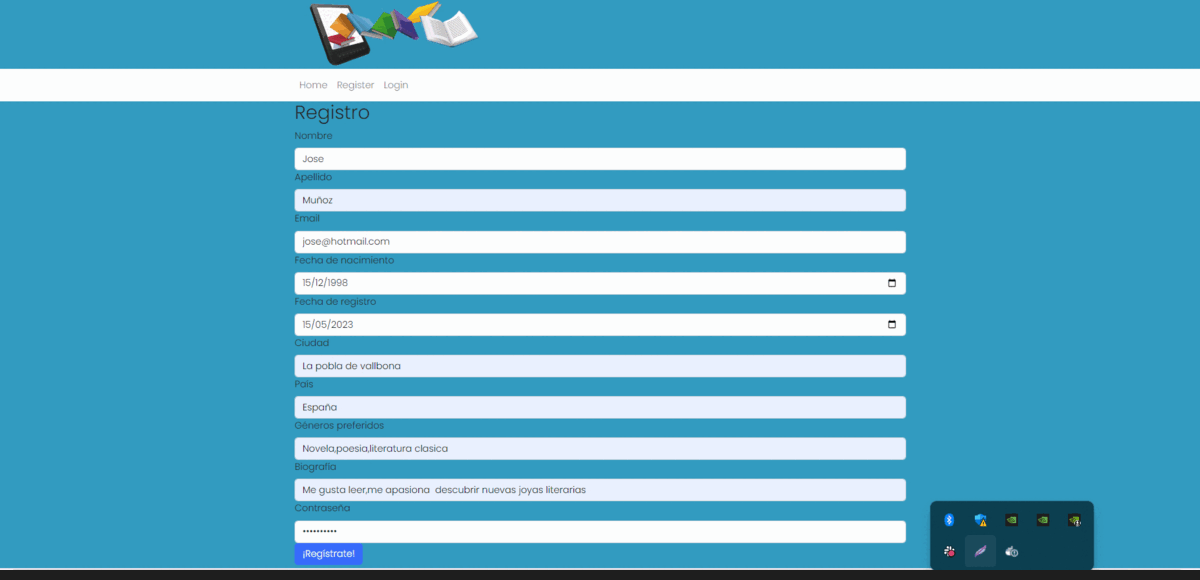 Home Register Login
Registro
Nombre
Jose
Apellido
Muñoz
Email
jose@hotmail.com
Fecha de nacimiento
15/12/1998
Fecha de registro
15/05/2023
Ciudad
La pobla de vallbona
País
España
Géneros preferidos
Novela,poesia,literatura clasica
Biografía
Me gusta leer,me apasiona  descubrir nuevas joyas literarias
Contraseña
••••••••••
¡Regístrate!